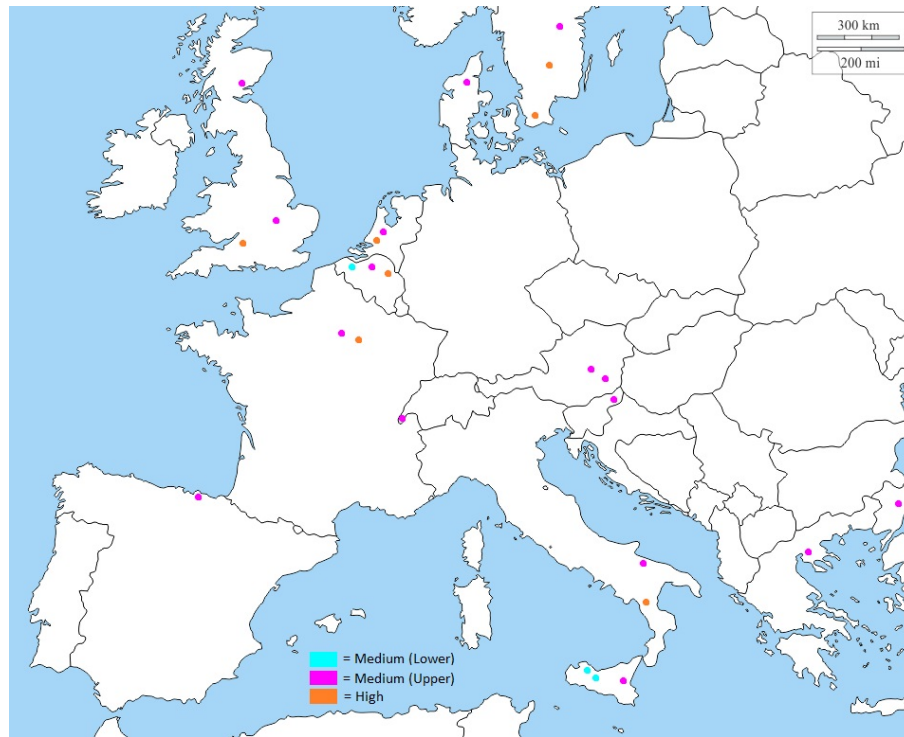 300 km
200 mi
= Medium (Lower)
= Medium (Upper)
= High